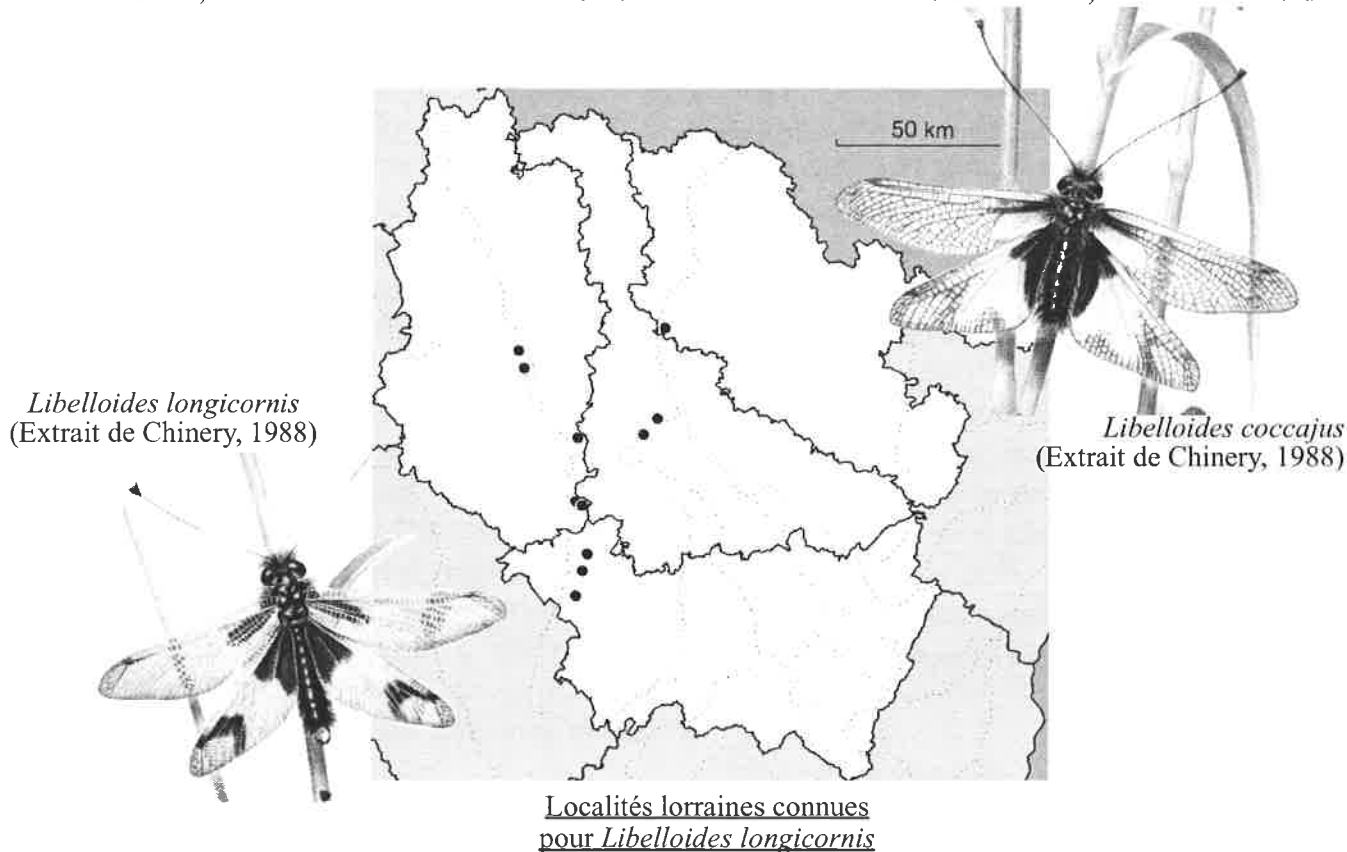 50 km
Libelloides longicornis
(Extrait de Chinery, 1988)
Libelloides coccajus
(Extrait de Chinery, 1988)
Localités lorraines connues
pour Libelloides longicornis